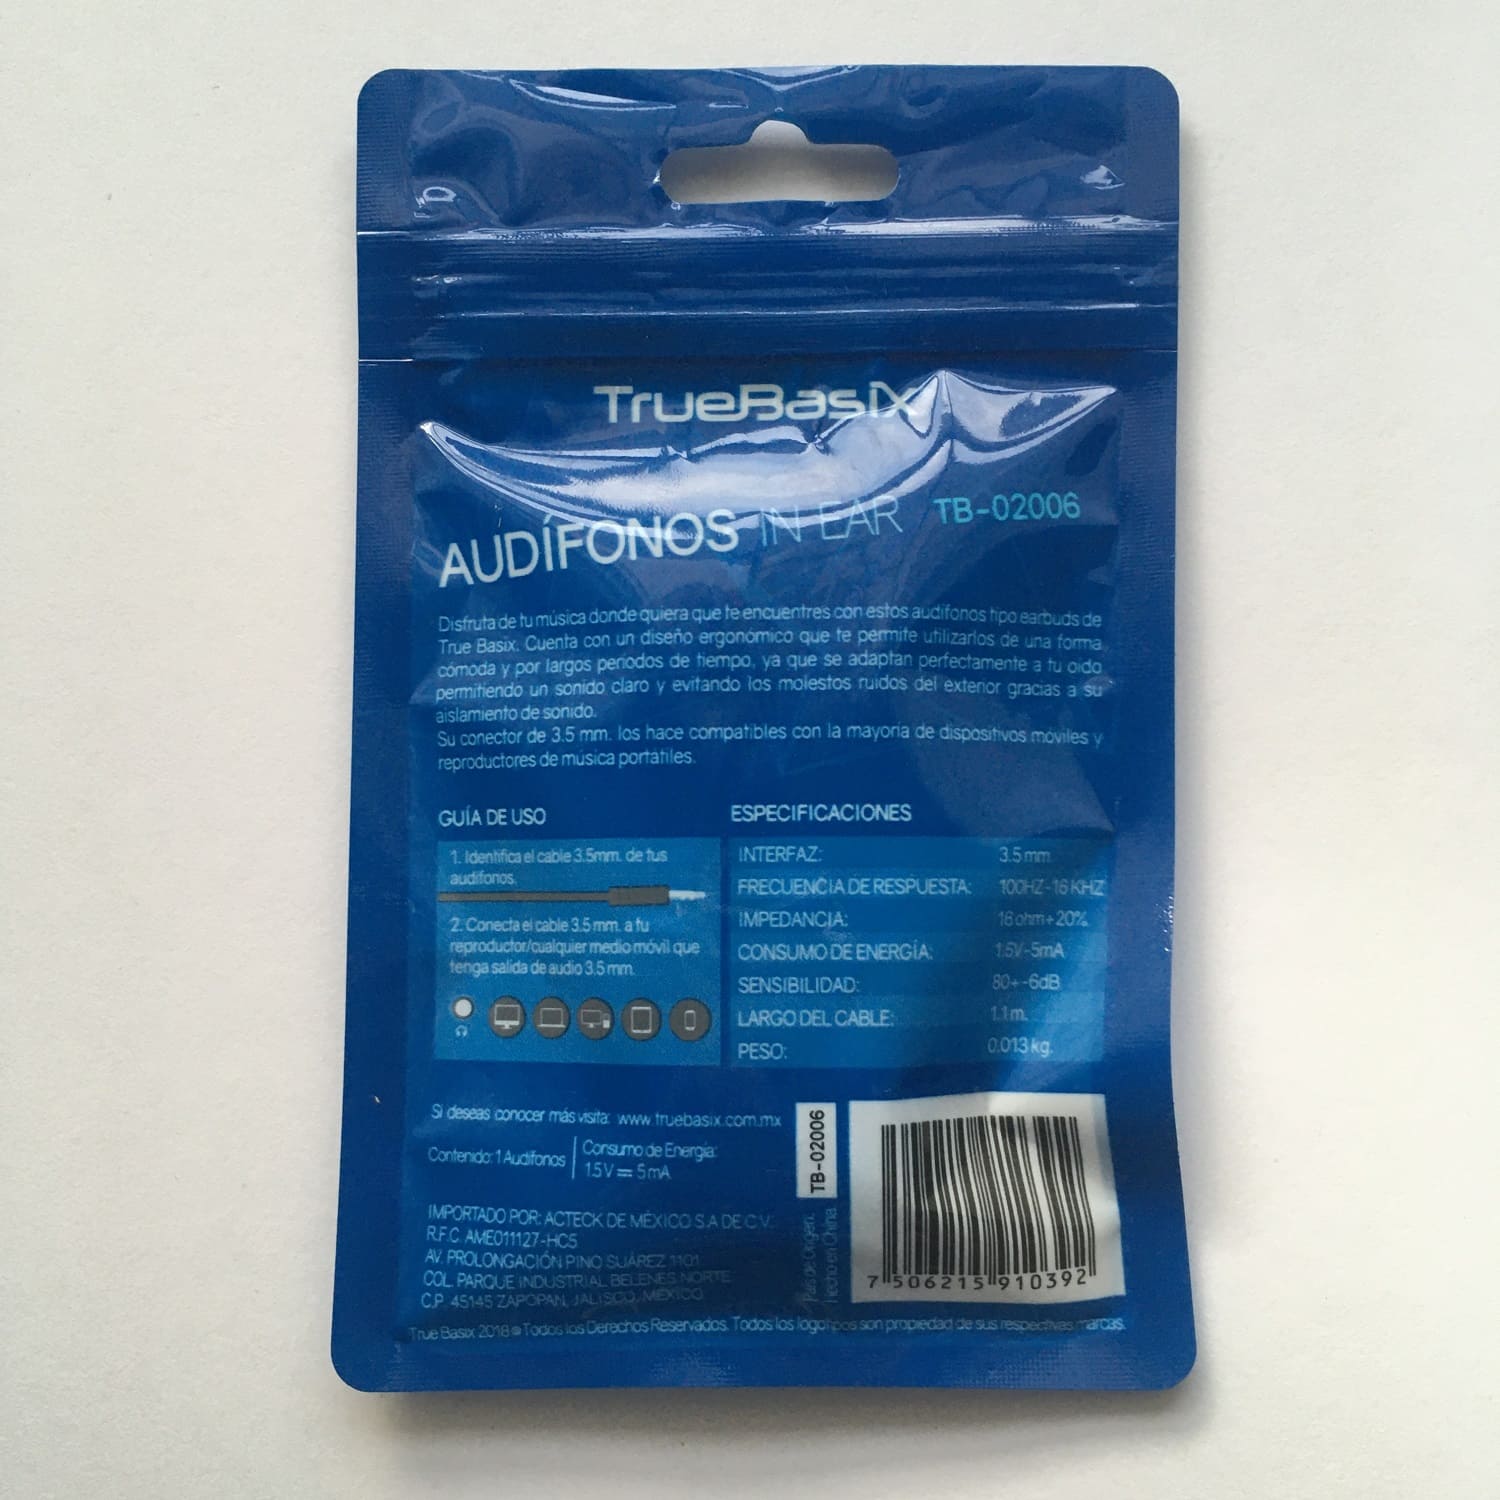 TrueBasix
AUDÍFONOS IN EAR TB-02006
Disfruta de tu música donde quiera que te encuentres con estos audífonos tipo earbuds de
True Basix. Cuenta con un diseño ergonómico que te permite utilizarlos de una forma
cómoda y por largos periodos de tiempo, ya que se adaptan perfectamente a tu oido
permitiendo un sonido claro y evitando los molestos ruidos del exterior gracias a su
aislamiento de sonido.
Su conector de 3.5 mm. los hace compatibles con la mayoría de dispositivos móviles y
reproductores de música portatiles.
GUÍA DE USO
1. Identifica el cable 3.5mm. de tus
audífonos.
2. Conecta el cable 3.5 mm. a tu
reproductor/cualquier medio móvil que
tenga salida de audio 3.5 mm.
ESPECIFICACIONES
INTERFAZ: 3.5 mm.
FRECUENCIA DE RESPUESTA: 100HZ-16 KHZ
IMPEDANCIA: 16 ohm+20%
CONSUMO DE ENERGÍA: 1.5V-5mA
SENSIBILIDAD: 80+-6dB
LARGO DEL CABLE: 1.1 m.
PESO: 0.013 kg.
Si deseas conocer más visita: www.truebasix.com.mx
Contenido: 1 Audífonos
Consumo de Energía:
1.5 V ⎓ 5 mA
IMPORTADO POR: ACTECK DE MÉXICO S.A DE C.V.
R.F.C. AME011127-HC5
AV. PROLONGACIÓN PINO SUÁREZ 1101
COL. PARQUE INDUSTRIAL BELENES NORTE
C.P. 45145 ZAPOPAN, JALISCO, MÉXICO
TB-02006
País de Origen:
Hecho en China
7 506215 910392
True Basix 2018 ® Todos los Derechos Reservados. Todos los logotipos son propiedad de sus respectivas marcas.